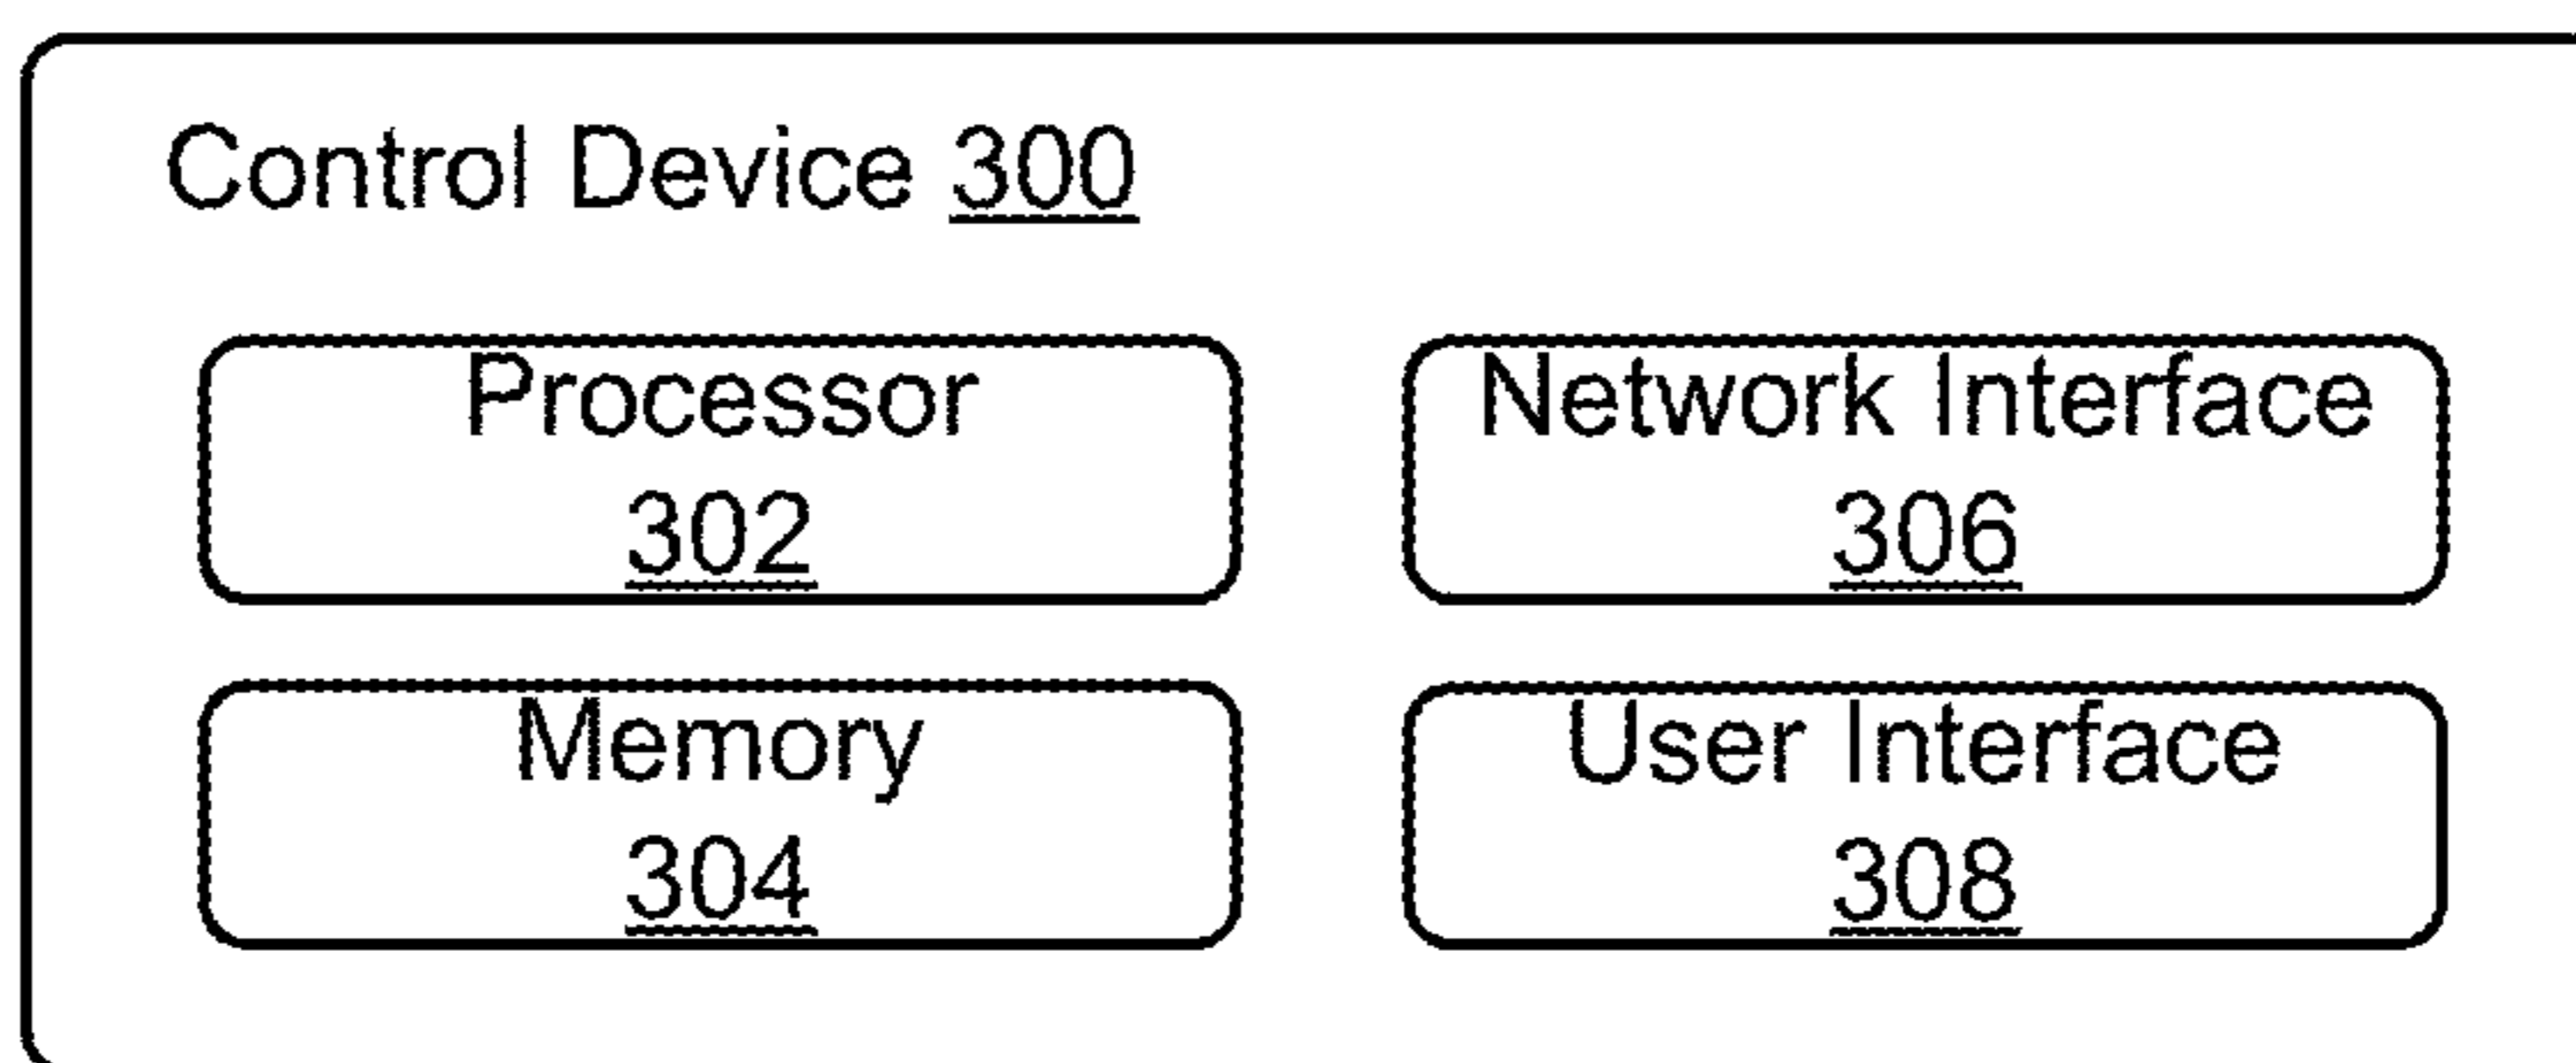 Control Device 300
Processor
302
Network Interface
306
Memory
304
User Interface
308